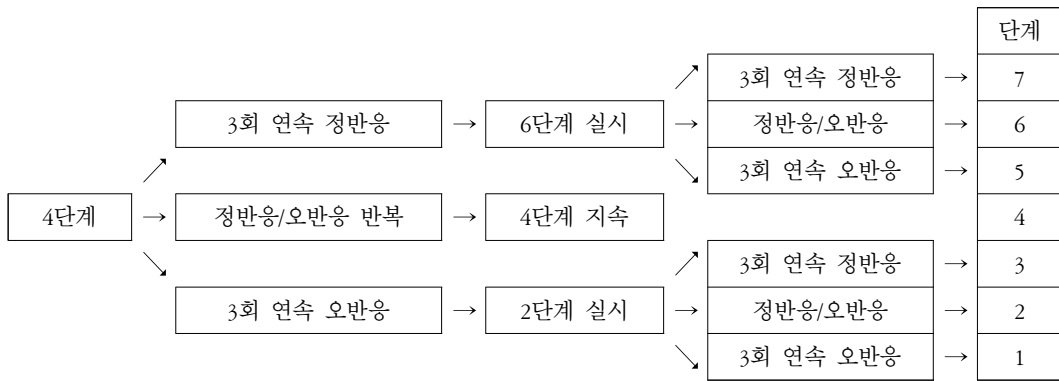 단계
3회 연속 정반응 → 7
3회 연속 정반응 → 6단계 실시 → 정반응/오반응 → 6
3회 연속 오반응 → 5
4단계 → 정반응/오반응 반복 → 4단계 지속 4
3회 연속 정반응 → 3
3회 연속 오반응 → 2단계 실시 → 정반응/오반응 → 2
3회 연속 오반응 → 1